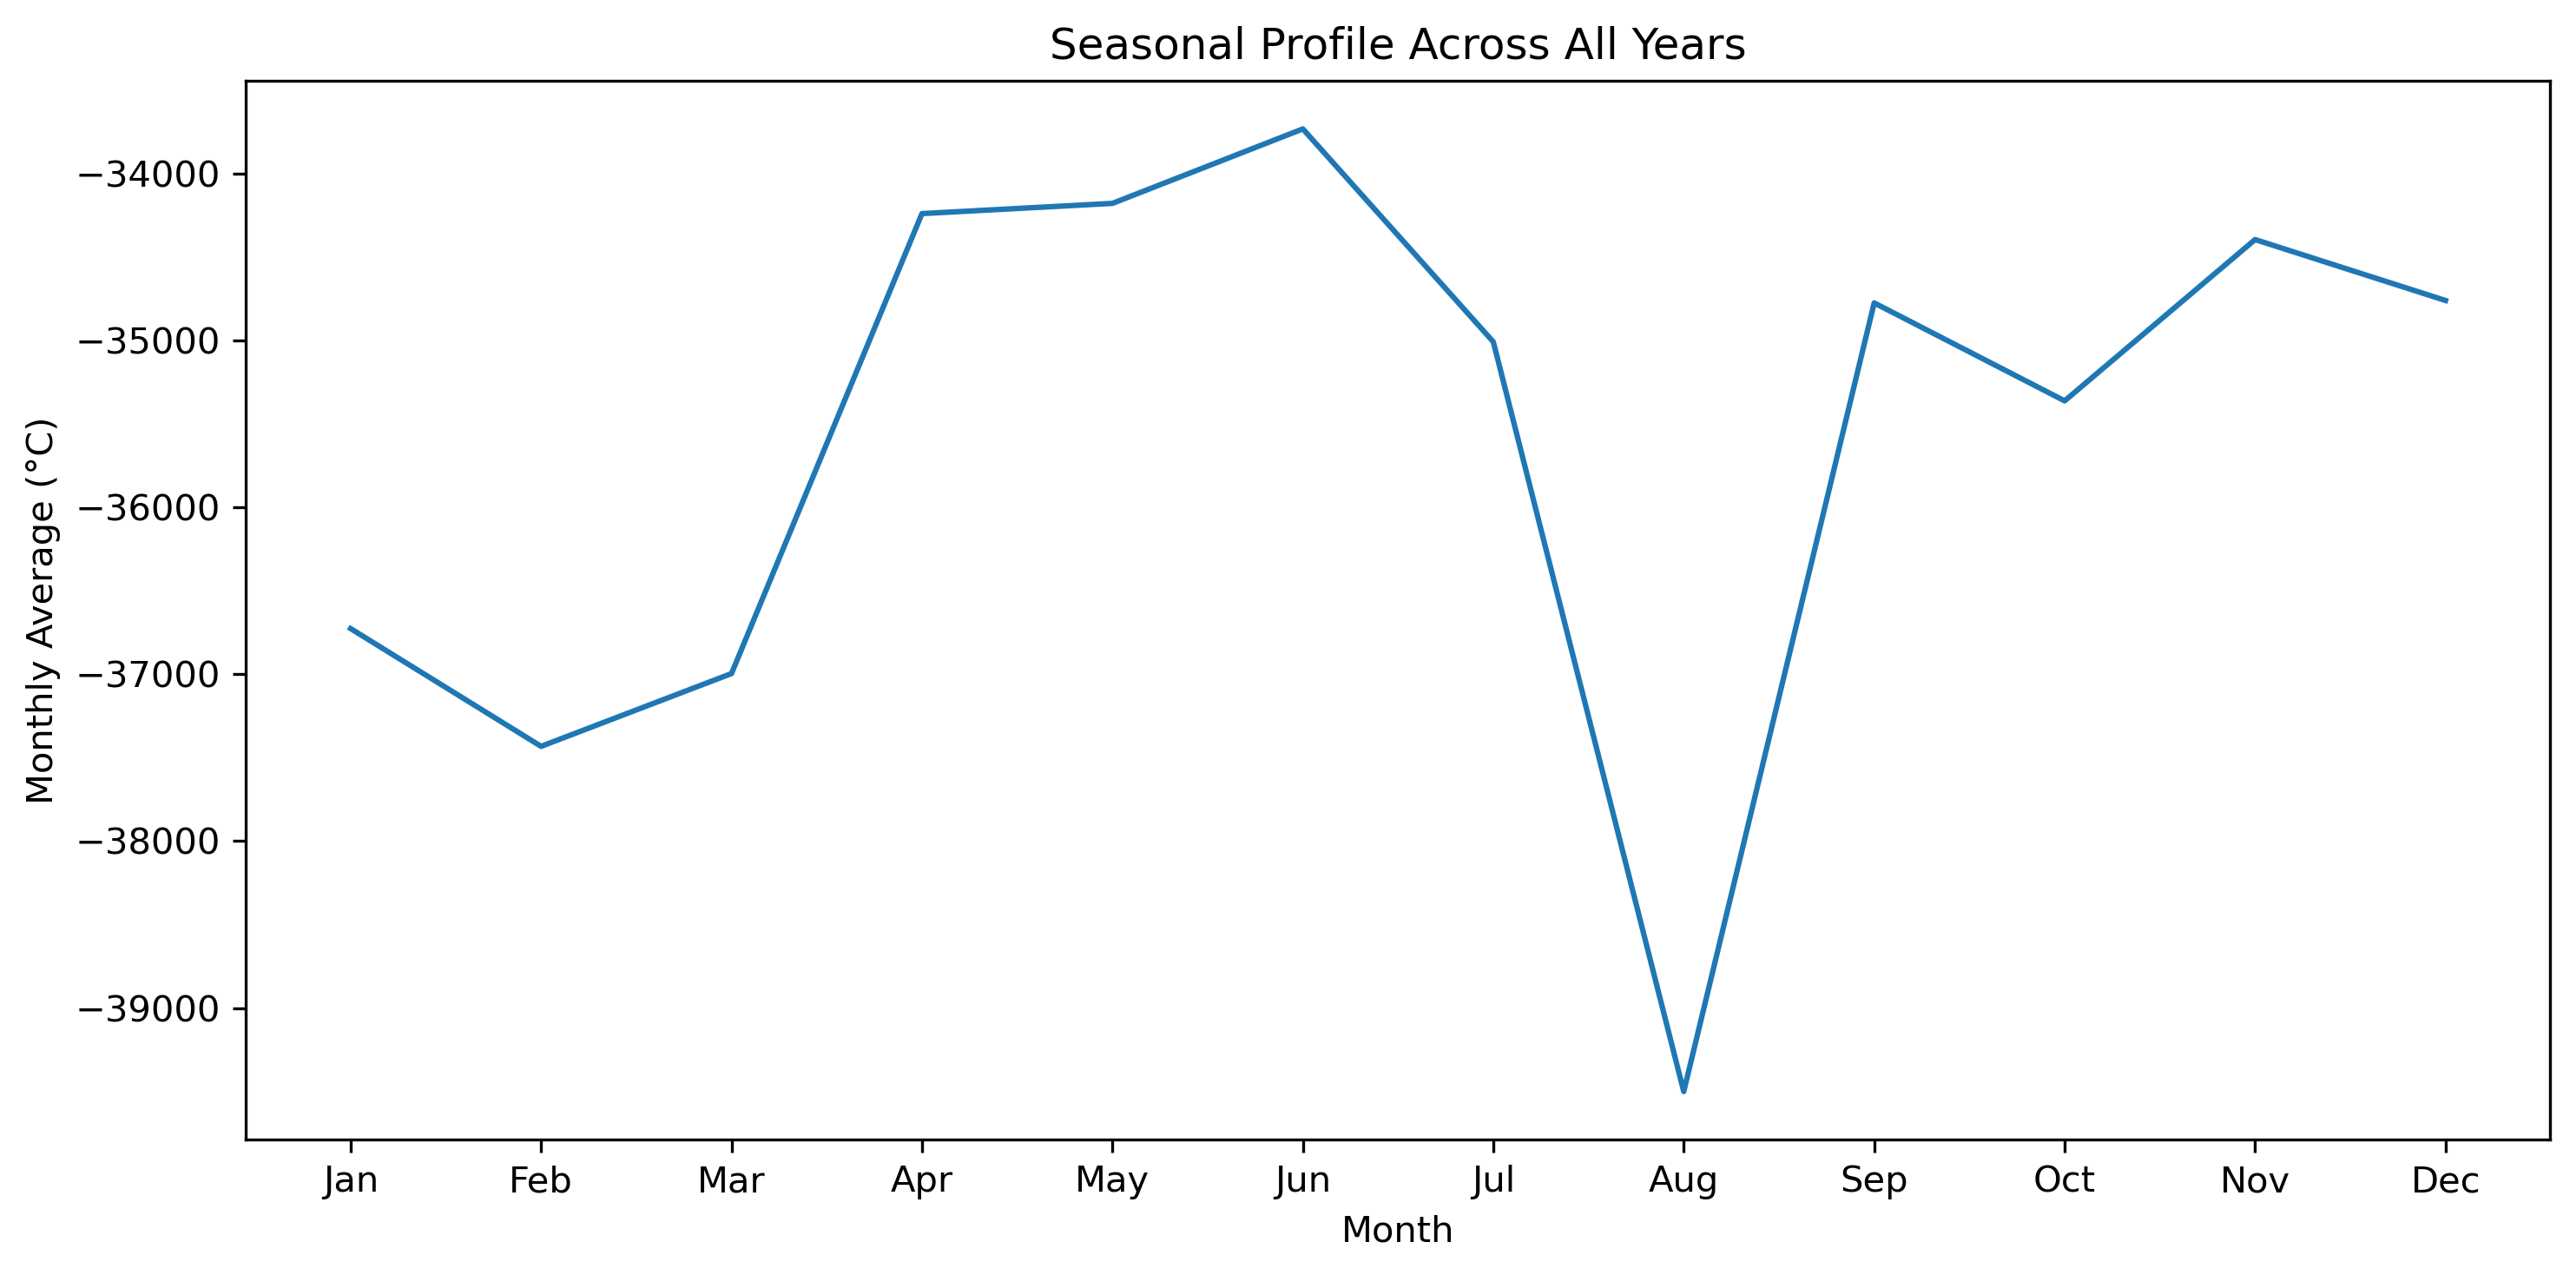 Seasonal Profile Across All Years
Monthly Average (°C)
−34000
−35000
−36000
−37000
−38000
−39000
Jan Feb Mar Apr May Jun Jul Aug Sep Oct Nov Dec
Month